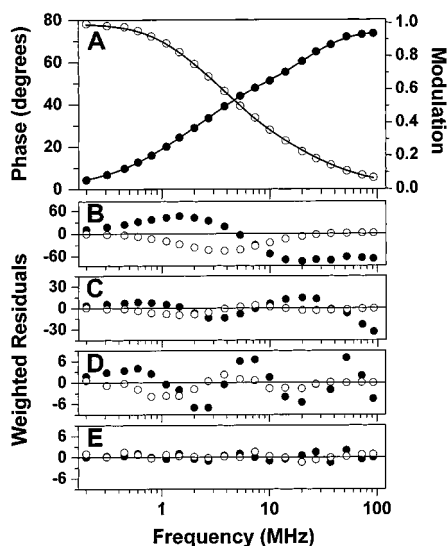 A
Phase (degrees)
80
60
40
20
0
1.0
0.8
0.6
0.4
0.2
0.0
Modulation
Weighted Residuals
B
60
0
-60
C
30
0
-30
D
6
0
-6
E
6
0
-6
1 10 100
Frequency (MHz)